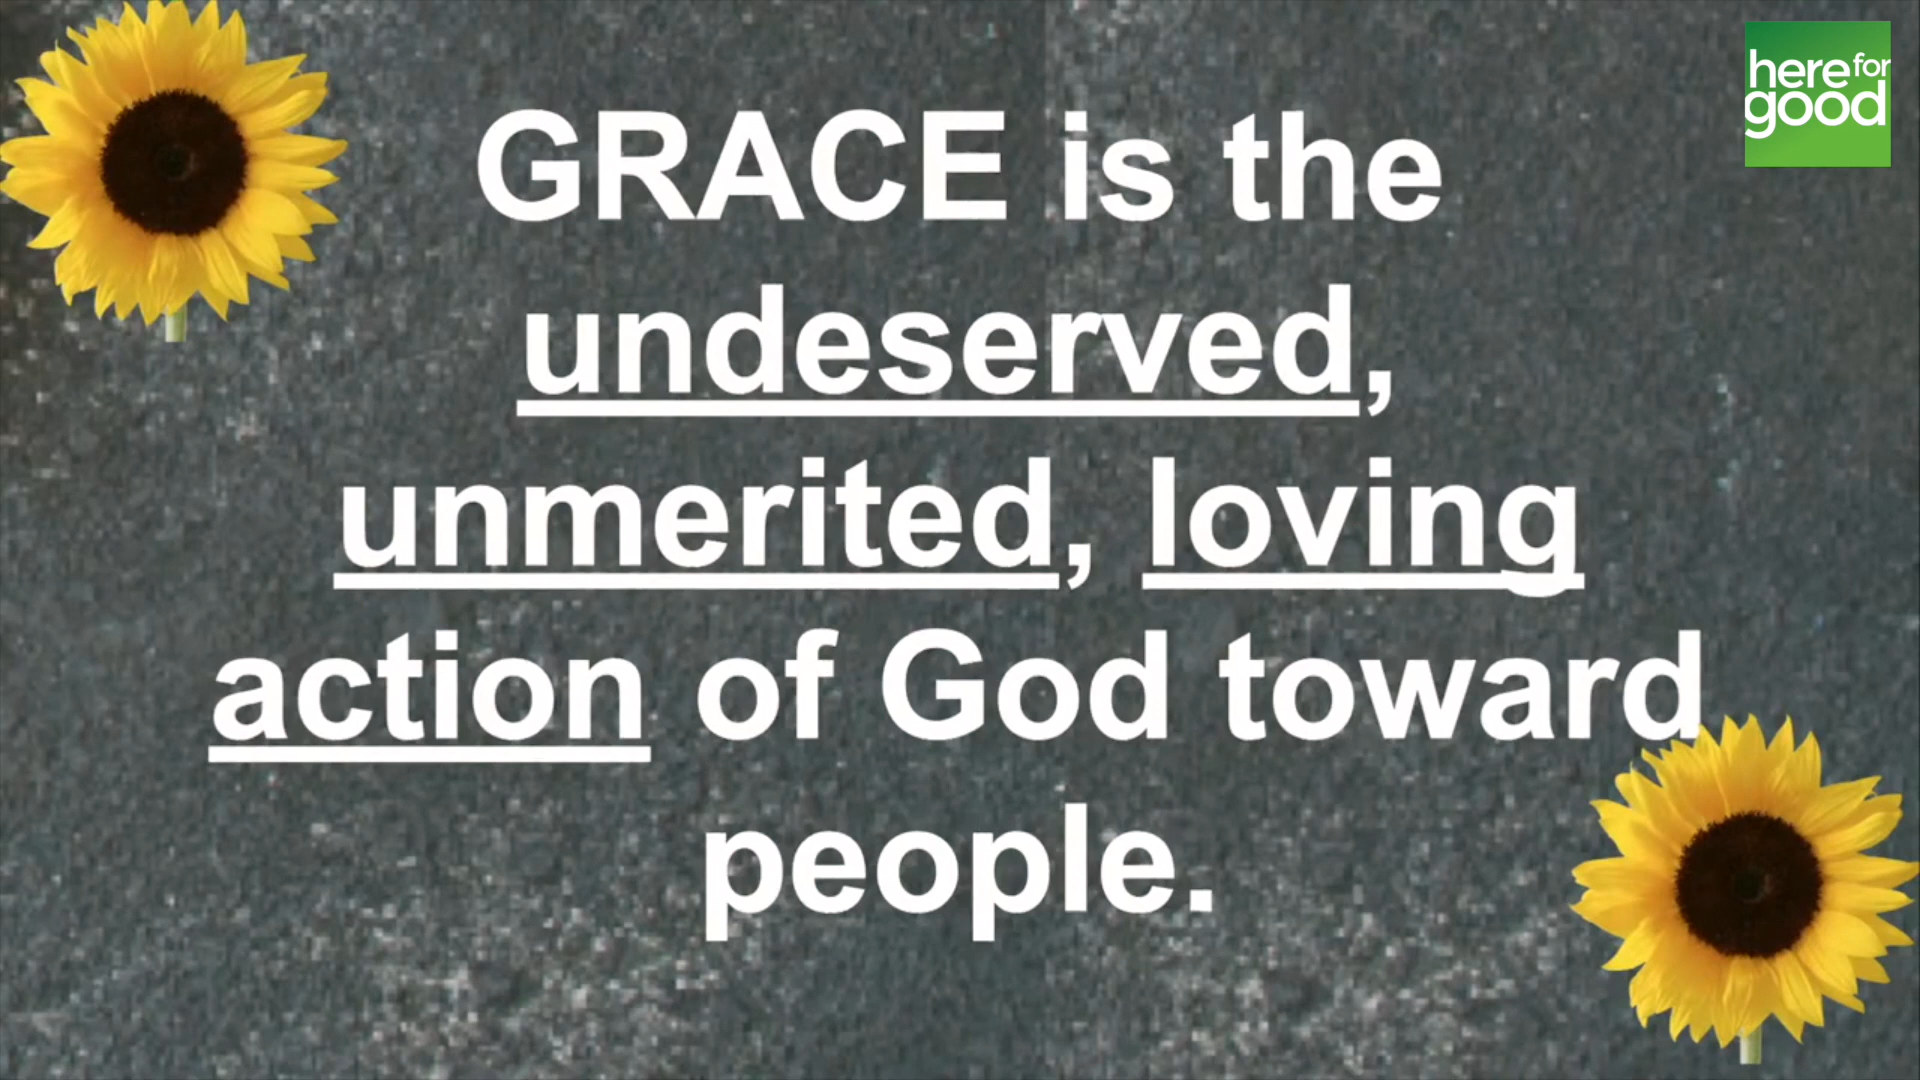 here for
good
GRACE is the
undeserved,
unmerited, loving
action of God toward
people.